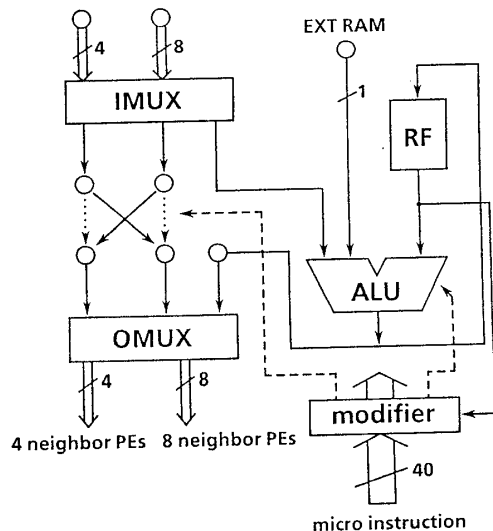 4
8
EXT RAM
1
IMUX
RF
ALU
OMUX
4
8
modifier
4 neighbor PEs
8 neighbor PEs
40
micro instruction